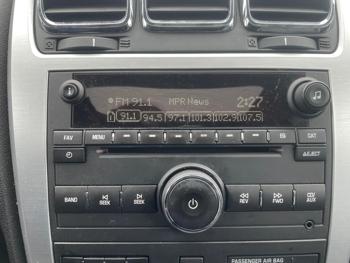 FM 91.1 MPR News 2:27
91.1 94.5 97.1 101.3 102.9 107.5
FAV MENU CAT
EJECT
BAND SEEK SEEK REV FWD CD/AUX
PASSENGER AIR BAG